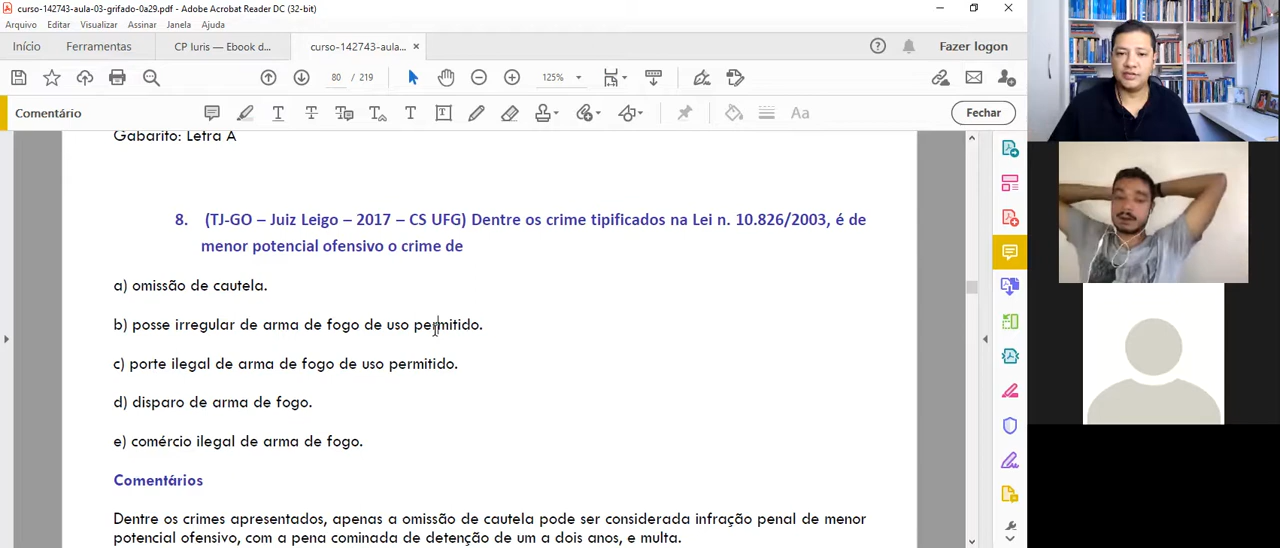 curso-142743-aula-03-grifado-0a29.pdf - Adobe Acrobat Reader DC (32-bit)
Arquivo Editar Visualizar Assinar Janela Ajuda
Início Ferramentas CP Iuris — Ebook d... curso-142743-aula... × Fazer logon
80 / 219 125%
Comentário Fechar
Gabarito: Letra A
8. (TJ-GO – Juiz Leigo – 2017 – CS UFG) Dentre os crime tipificados na Lei n. 10.826/2003, é de
menor potencial ofensivo o crime de
a) omissão de cautela.
b) posse irregular de arma de fogo de uso permitido.
c) porte ilegal de arma de fogo de uso permitido.
d) disparo de arma de fogo.
e) comércio ilegal de arma de fogo.
Comentários
Dentre os crimes apresentados, apenas a omissão de cautela pode ser considerada infração penal de menor
potencial ofensivo, com a pena cominada de detenção de um a dois anos, e multa.